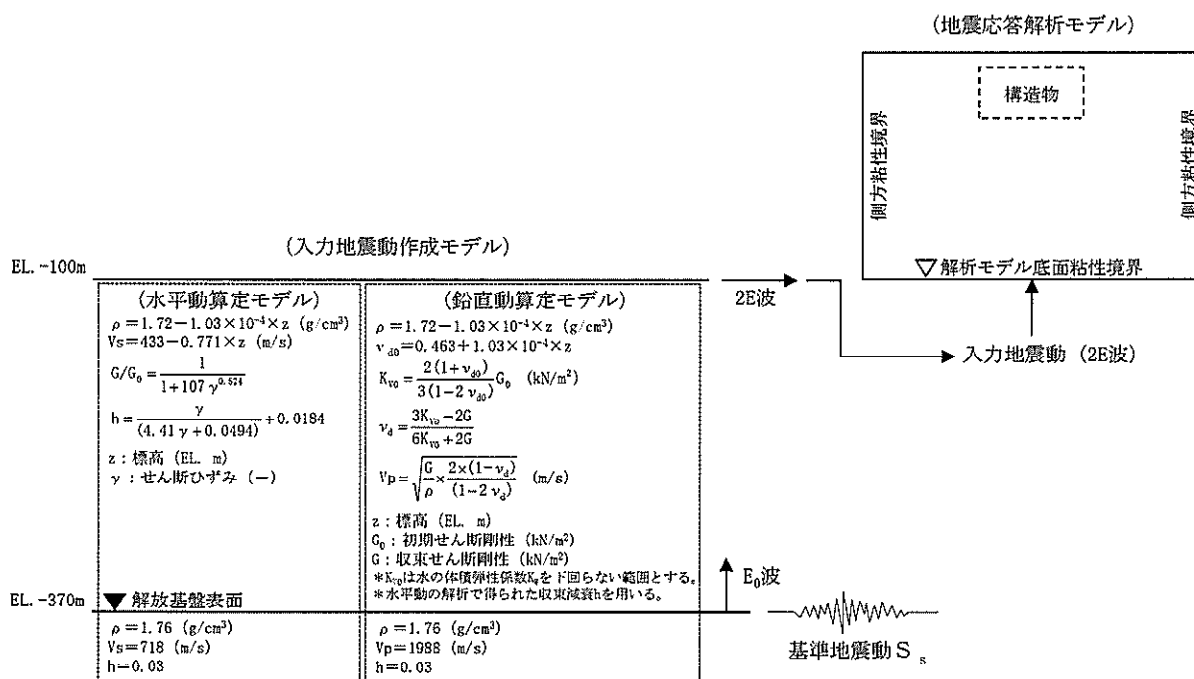 (地震応答解析モデル)
構造物
側方粘性境界
側方粘性境界
▽解析モデル底面粘性境界
(入力地震動作成モデル)
EL. -100m
2E波
入力地震動 (2E波)
(水平動算定モデル)
ρ=1.72-1.03×10⁻⁴×z (g/cm³)
Vs=433-0.771×z (m/s)
G/G₀=1/(1+107γ^0.824)
h=γ/(4.41γ+0.0494)+0.0184
z:標高 (EL. m)
γ:せん断ひずみ (-)
(鉛直動算定モデル)
ρ=1.72-1.03×10⁻⁴×z (g/cm³)
ν_d0=0.463+1.03×10⁻⁴×z
K_v0=2(1+ν_d0)/3(1-2ν_d0) G₀ (kN/m²)
ν_d=(3K_v0-2G)/(6K_v0+2G)
Vp=√(G/ρ×2×(1-ν_d)/(1-2ν_d)) (m/s)
z:標高 (EL. m)
G₀:初期せん断剛性 (kN/m²)
G:収束せん断剛性 (kN/m²)
*K_v0は水の体積弾性係数K_wを下回らない範囲とする。
*水平動の解析で得られた収束減衰hを用いる。
E₀波
EL. -370m
▼解放基盤表面
ρ=1.76 (g/cm³)
Vs=718 (m/s)
h=0.03
ρ=1.76 (g/cm³)
Vp=1988 (m/s)
h=0.03
基準地震動Ss